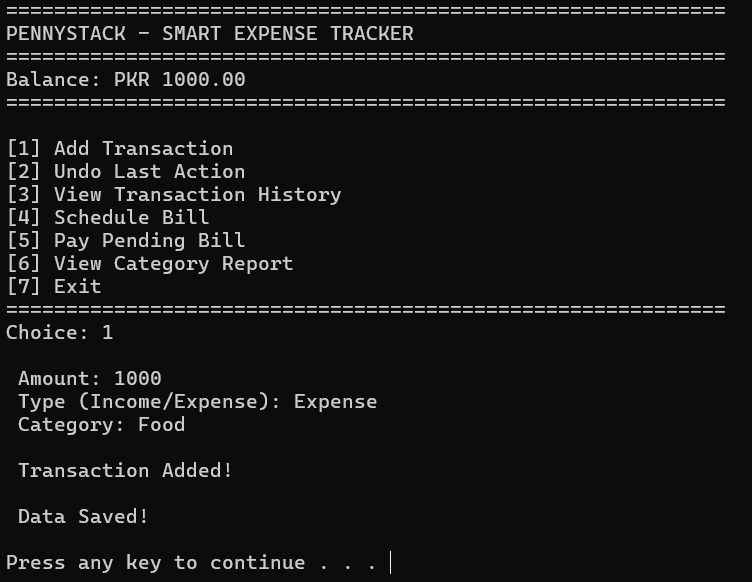 ============================================================
PENNYSTACK - SMART EXPENSE TRACKER
============================================================
Balance: PKR 1000.00
============================================================
[1] Add Transaction
[2] Undo Last Action
[3] View Transaction History
[4] Schedule Bill
[5] Pay Pending Bill
[6] View Category Report
[7] Exit
============================================================
Choice: 1
Amount: 1000
Type (Income/Expense): Expense
Category: Food
Transaction Added!
Data Saved!
Press any key to continue . . .